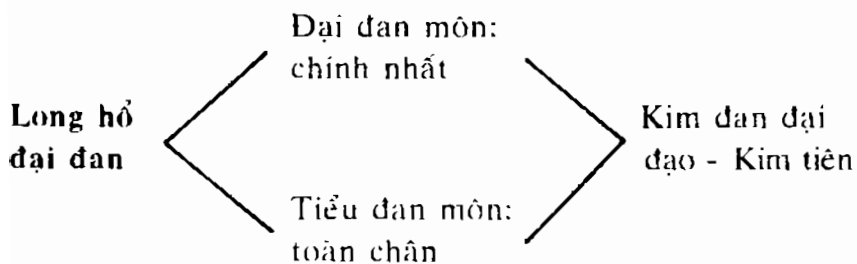 Đại đan môn:
chính nhất
Long hổ
đại đan
Kim đan đại
đạo - Kim tiên
Tiểu đan môn:
toàn chân